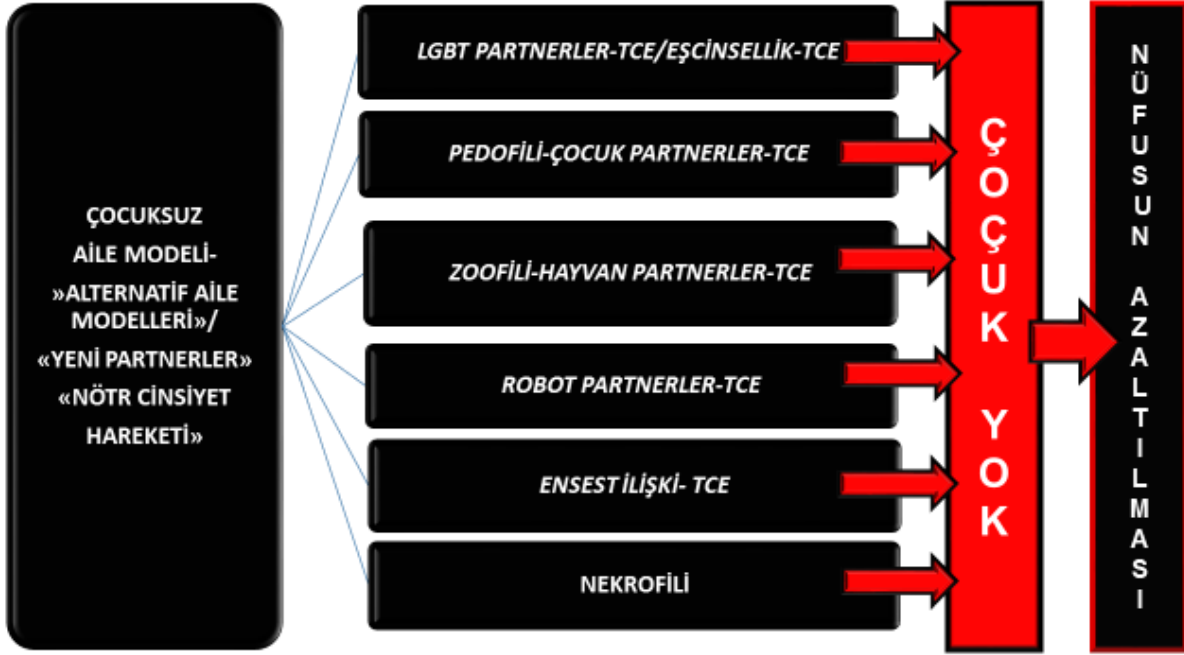 ÇOCUKSUZ
AİLE MODELİ-
»ALTERNATİF AİLE
MODELLERİ»/
«YENİ PARTNERLER»
«NÖTR CİNSİYET
HAREKETİ»
LGBT PARTNERLER-TCE/EŞCİNSELLİK-TCE
PEDOFİLİ-ÇOCUK PARTNERLER-TCE
ZOOFİLİ-HAYVAN PARTNERLER-TCE
ROBOT PARTNERLER-TCE
ENSEST İLİŞKİ- TCE
NEKROFİLİ
ÇOÇUK YOK
NÜFUSUN AZALTILMASI